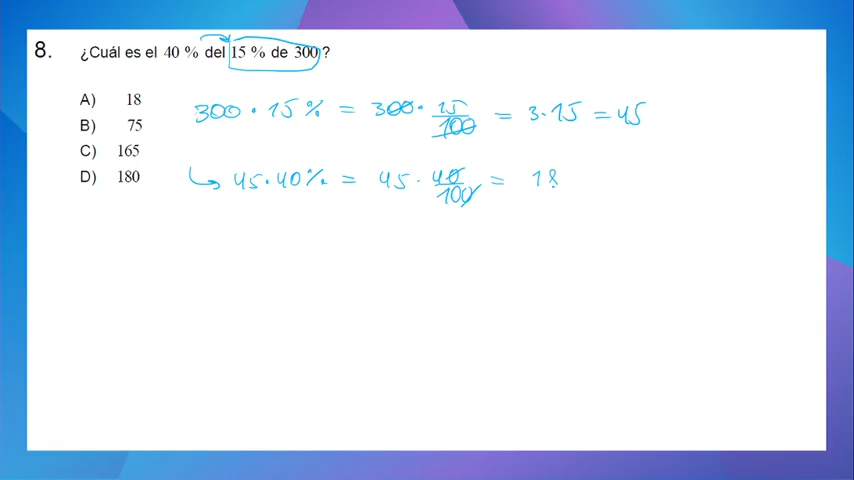 8. ¿Cuál es el 40 % del 15 % de 300 ?
A) 18
B) 75
C) 165
D) 180
300 · 15 % = 300 · 15/100 = 3·15 = 45
45·40% = 45 · 40/100 = 18